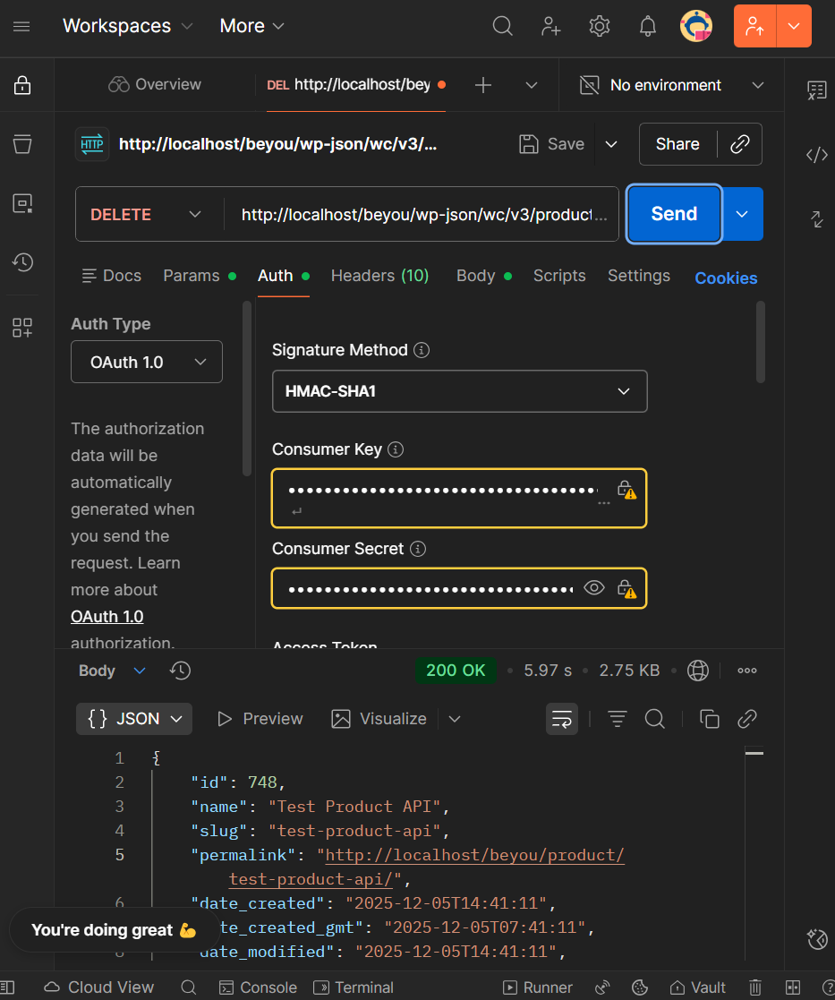 Workspaces More
Overview DEL http://localhost/bey No environment
HTTP http://localhost/beyou/wp-json/wc/v3/... Save Share
DELETE http://localhost/beyou/wp-json/wc/v3/product... Send
Docs Params Auth Headers (10) Body Scripts Settings Cookies
Auth Type
OAuth 1.0
The authorization
data will be
automatically
generated when
you send the
request. Learn
more about
OAuth 1.0
authorization.
Signature Method
HMAC-SHA1
Consumer Key
Consumer Secret
Access Token
Body 200 OK • 5.97 s • 2.75 KB
{} JSON Preview Visualize
1 {
2 "id": 748,
3 "name": "Test Product API",
4 "slug": "test-product-api",
5 "permalink": "http://localhost/beyou/product/
test-product-api/",
6 "date_created": "2025-12-05T14:41:11",
te_created_gmt": "2025-12-05T07:41:11",
8 "date_modified": "2025-12-05T14:41:11",
You're doing great 💪
Cloud View Console Terminal Runner Vault